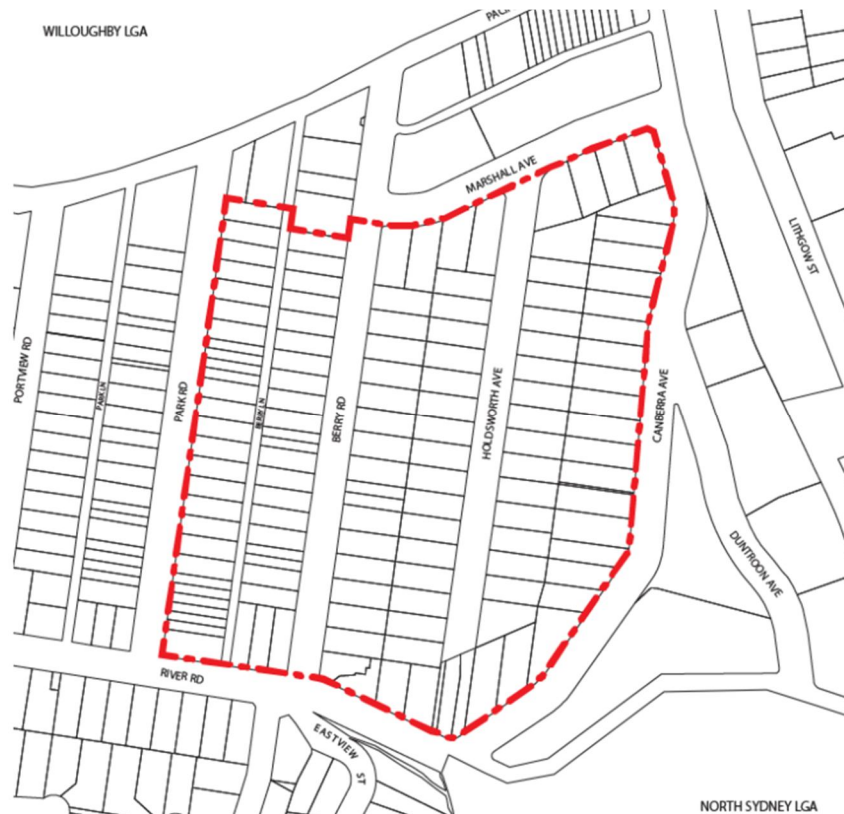 WILLOUGHBY LGA
PAC
MARSHALL AVE
LITHGOW ST
PORTVIEW RD
PARK LN
PARK RD
BERRY LN
BERRY RD
HOLDSWORTH AVE
CANBERRA AVE
DUNTROON AVE
RIVER RD
EASTVIEW ST
NORTH SYDNEY LGA